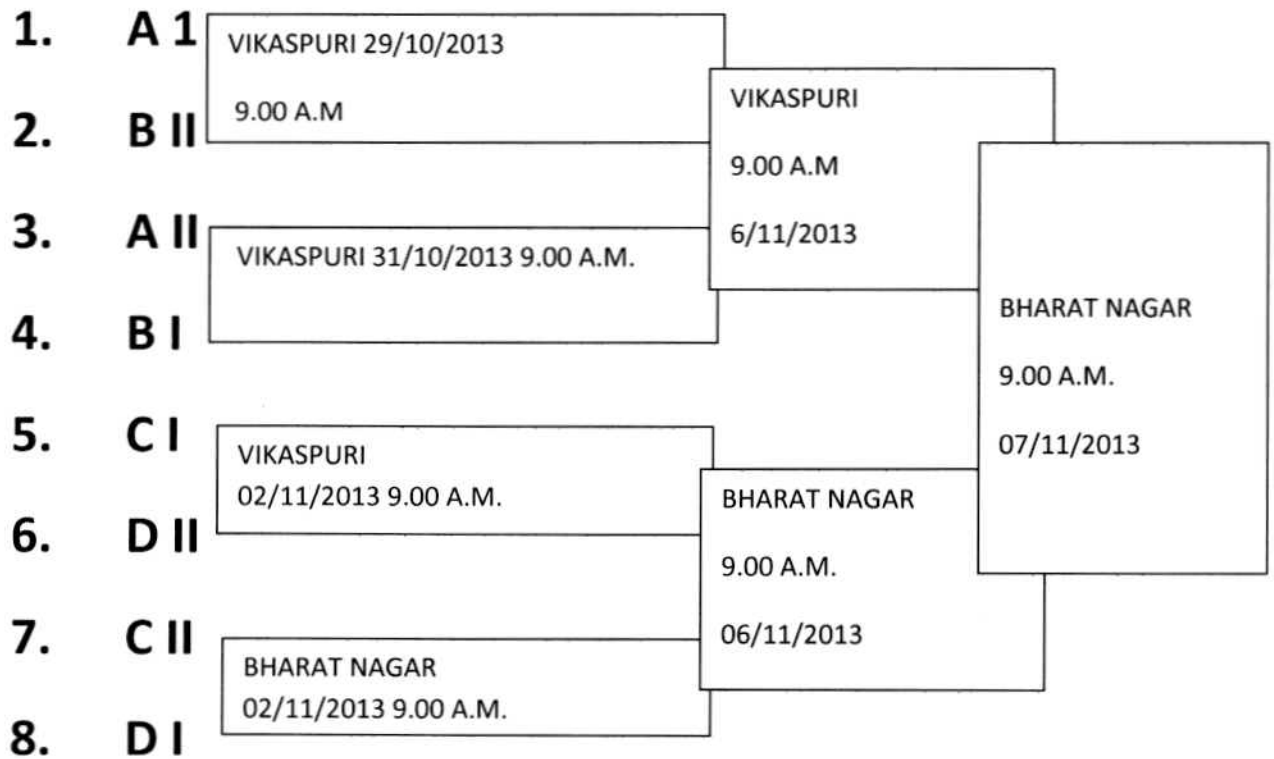 1. A 1
VIKASPURI 29/10/2013
9.00 A.M
2. B II
3. A II
VIKASPURI 31/10/2013 9.00 A.M.
4. B I
VIKASPURI
9.00 A.M
6/11/2013
5. C I
VIKASPURI
02/11/2013 9.00 A.M.
6. D II
7. C II
BHARAT NAGAR
02/11/2013 9.00 A.M.
8. D I
BHARAT NAGAR
9.00 A.M.
06/11/2013
BHARAT NAGAR
9.00 A.M.
07/11/2013